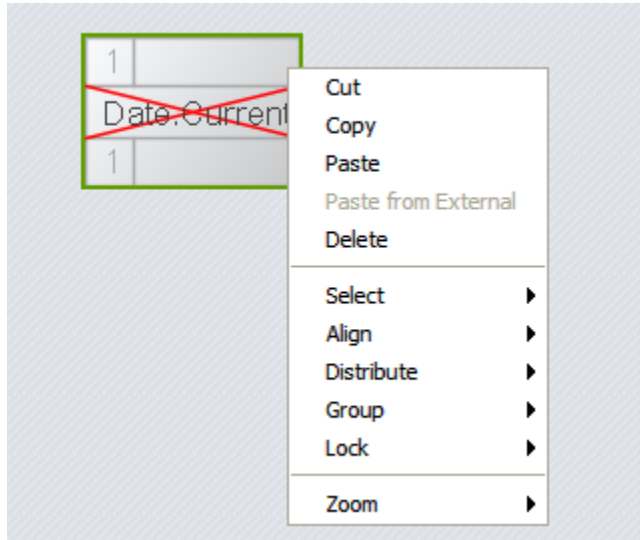 1
Date.Current
1
Cut
Copy
Paste
Paste from External
Delete
Select
Align
Distribute
Group
Lock
Zoom